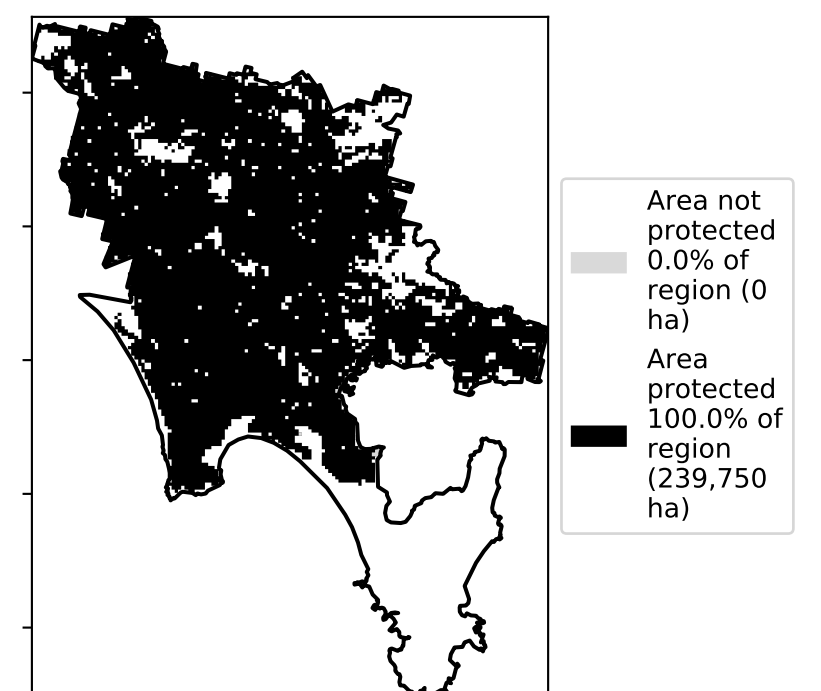 Area not
protected
0.0% of
region (0
ha)
Area
protected
100.0% of
region
(239,750
ha)